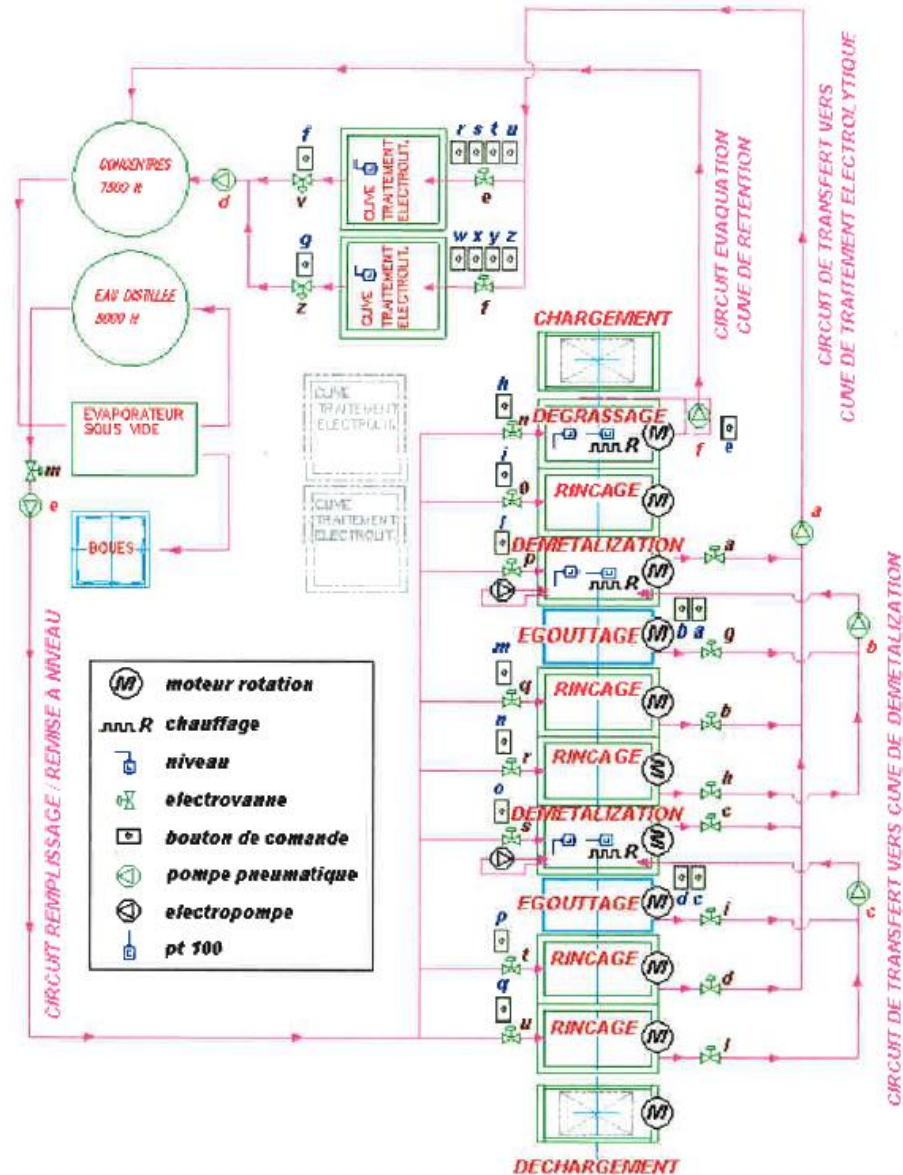 CONCENTRES
7500 lt
d
f
v
CUVE
TRAITEMENT
ELECTROLIT.
r s t u
e
g
z
CUVE
TRAITEMENT
ELECTROLIT.
w x y z
f
EAU DISTILLÉE
5000 lt
EVAPORATEUR
SOUS VIDE
m
e
BOUES
CUVE
TRAITEMENT
ELECTROLIT.
CUVE
TRAITEMENT
ELECTROLIT.
CIRCUIT EVAQUATION
CUVE DE RETENTION
CIRCUIT DE TRANSFERT VERS
CUVE DE TRAITEMENT ELECTROLYTIQUE
CHARGEMENT
h
n
DEGRASSAGE
R
M
f
e
i
RINCAGE
M
a
DEMETALIZATION
p
R
M
a
EGOUTTAGE
M
b a
g
b
m
q
RINCAGE
M
b
n
r
RINCAGE
M
h
o
DEMETALIZATION
s
R
M
c
EGOUTTAGE
M
d c
i
c
p
t
RINCAGE
M
d
q
u
RINCAGE
M
l
M
DECHARGEMENT
M moteur rotation
R chauffage
niveau
electrovanne
bouton de comande
pompe pneumatique
electropompe
pt 100
CIRCUIT REMPLISSAGE / REMISE A NIVEAU
CIRCUIT DE TRANSFERT VERS CUVE DE DEMETALIZATION